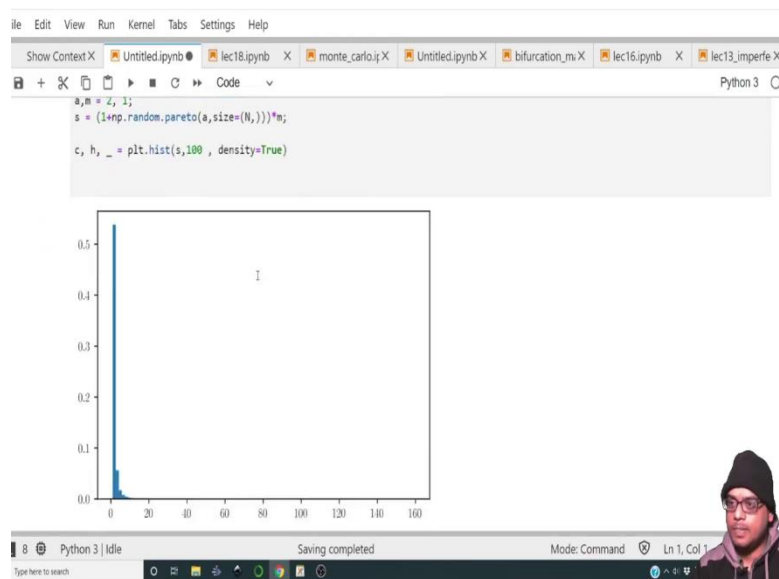 ile Edit View Run Kernel Tabs Settings Help
Show Context X Untitled.ipynb lec18.ipynb X monte_carlo.ip X Untitled.ipynb X bifurcation_m X lec16.ipynb X lec13_imperfe X
Code Python 3
a,m = 2, 1;
s = (1+np.random.pareto(a,size=(N,)))*m;
c, h, _ = plt.hist(s,100 , density=True)
0.5
0.4
0.3
0.2
0.1
0.0
0 20 40 60 80 100 120 140 160
8 Python 3 | Idle Saving completed Mode: Command Ln 1, Col 1
Type here to search